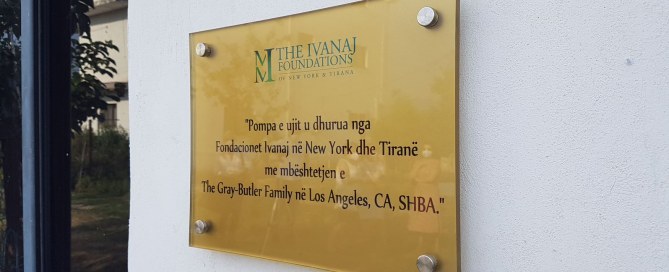 THE IVANAJ
FOUNDATIONS
OF NEW YORK & TIRANA
"Pompa e ujit u dhurua nga
Fondacionet Ivanaj në New York dhe Tiranë
me mbështetjen e
The Gray-Butler Family në Los Angeles, CA, SHBA."